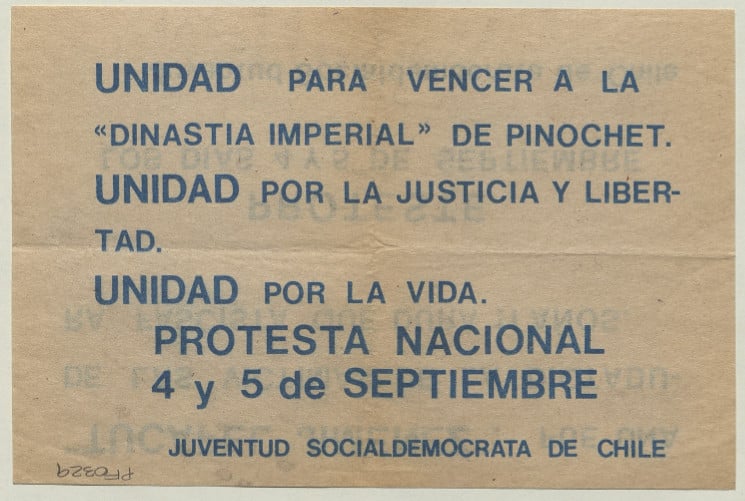 UNIDAD PARA VENCER A LA
«DINASTIA IMPERIAL» DE PINOCHET.
UNIDAD POR LA JUSTICIA Y LIBER-
TAD.
UNIDAD POR LA VIDA.
PROTESTA NACIONAL
4 y 5 de SEPTIEMBRE
JUVENTUD SOCIALDEMOCRATA DE CHILE
PF0329